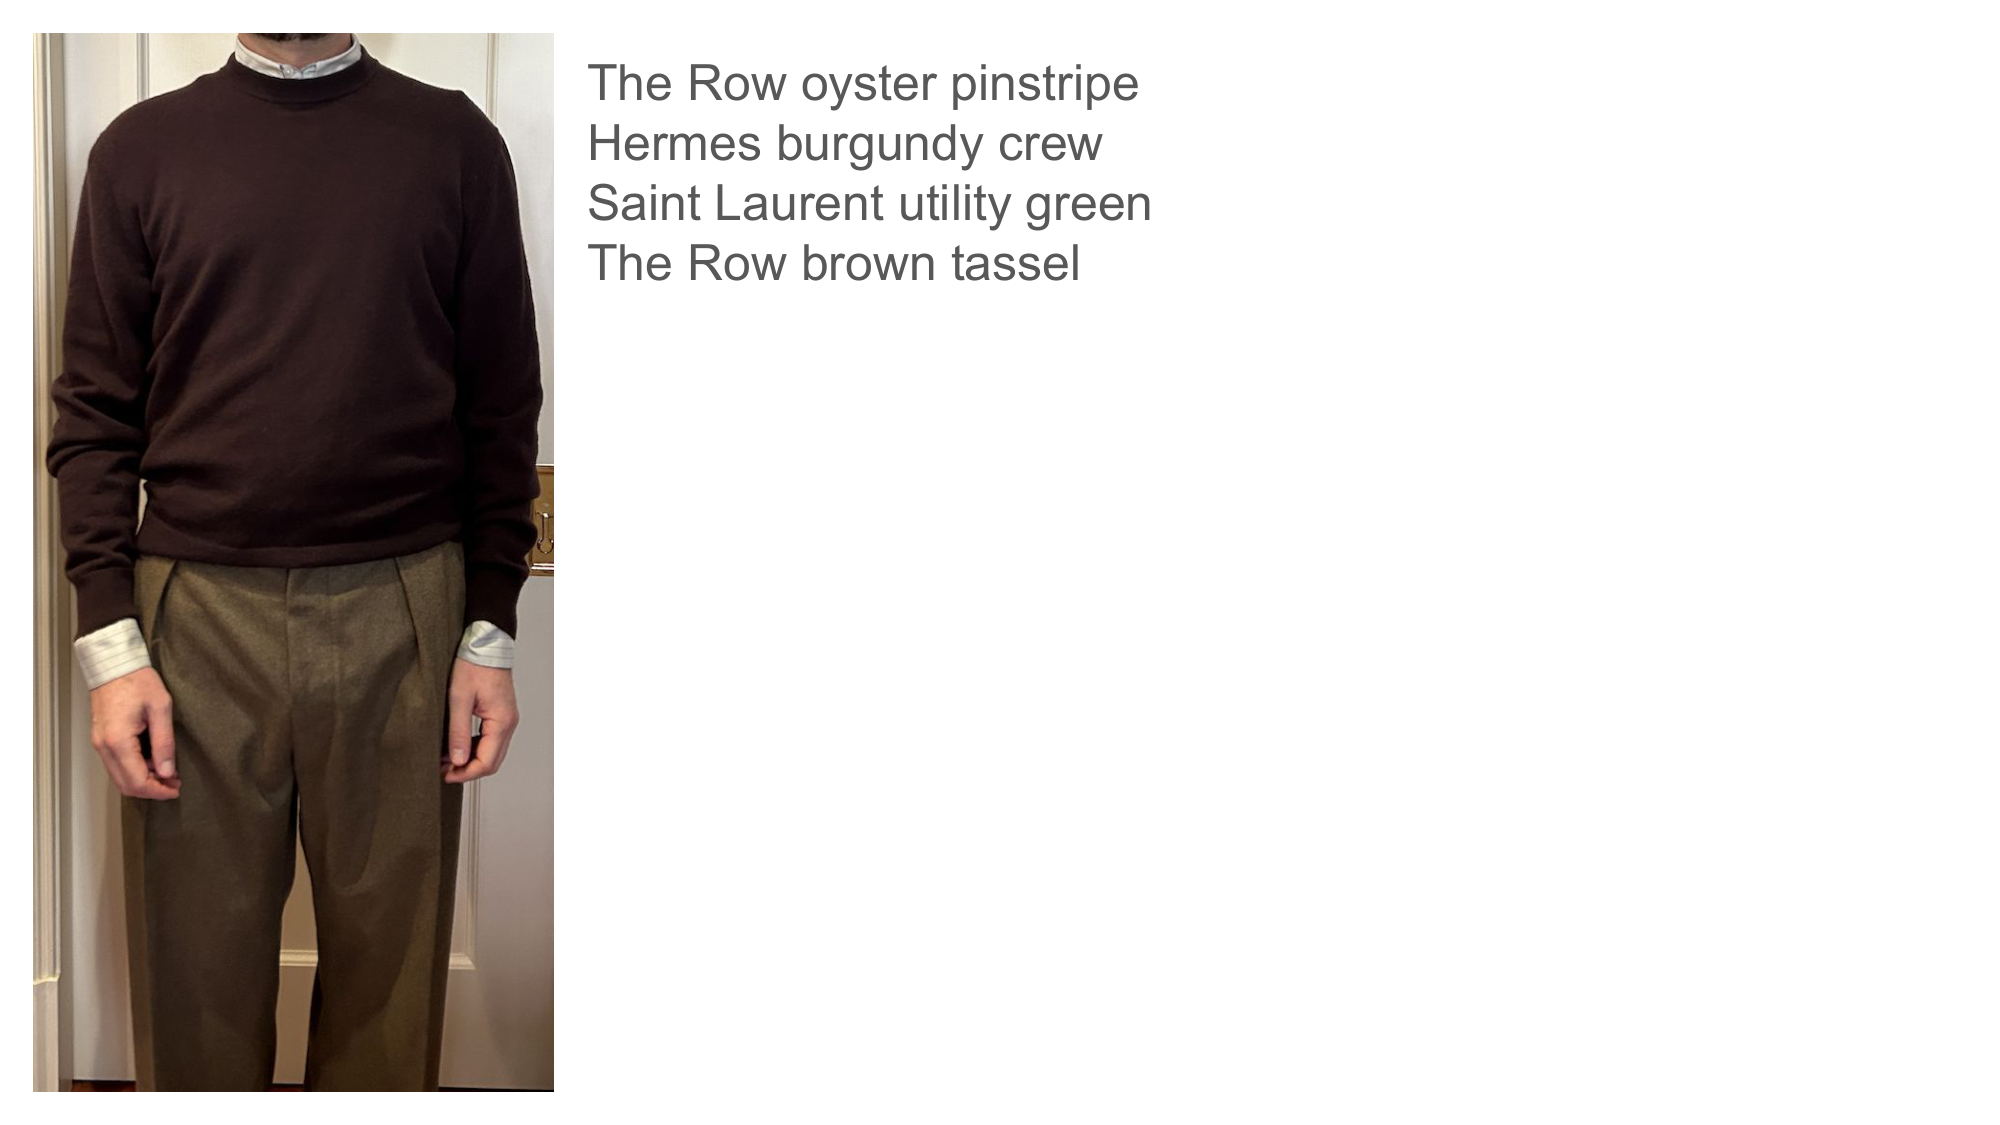 The Row oyster pinstripe
Hermes burgundy crew
Saint Laurent utility green
The Row brown tassel